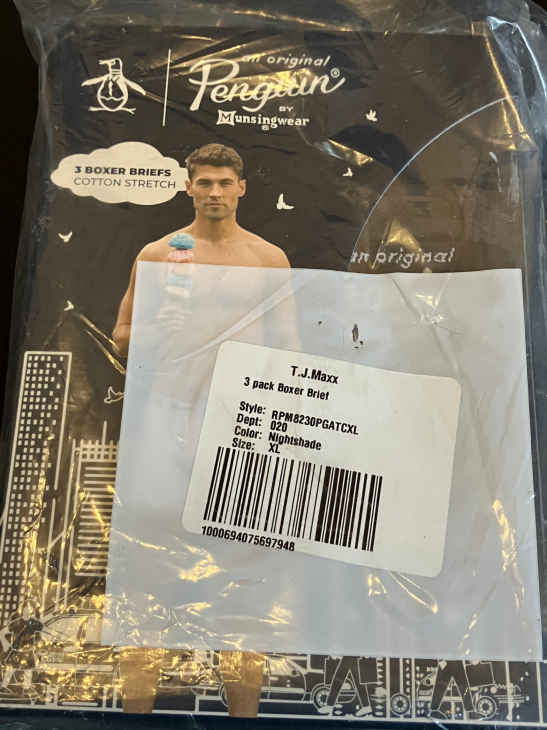 an original
Penguin®
BY
Munsingwear®
3 BOXER BRIEFS
COTTON STRETCH
an original
T.J.Maxx
3 pack Boxer Brief
Style: RPM8230PGATCXL
Dept: 020
Color: Nightshade
Size: XL
1000694075697948